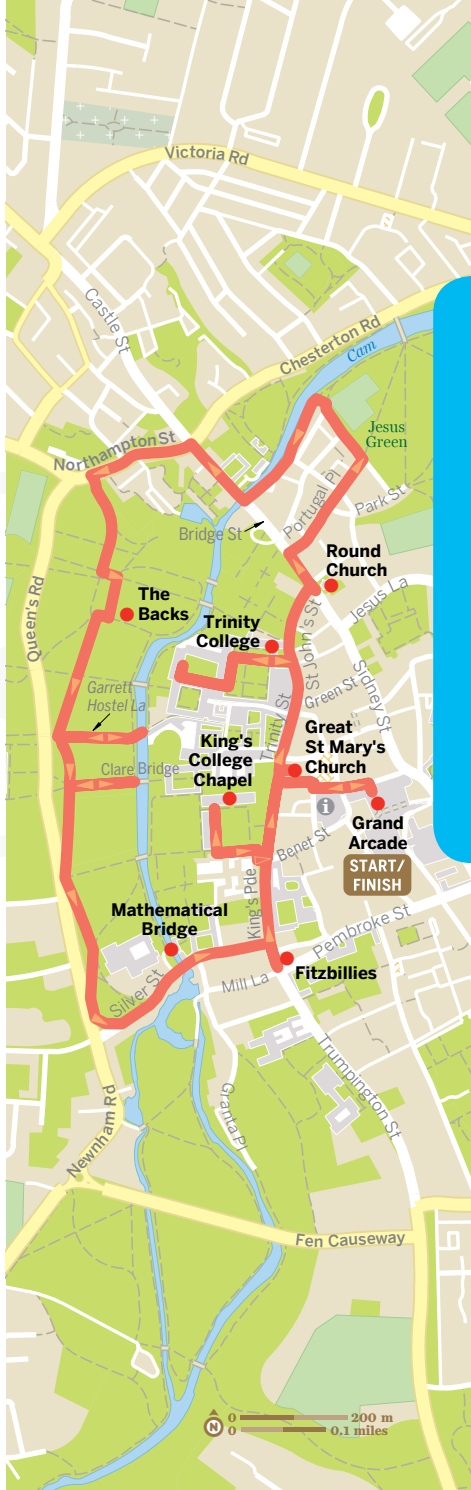 Victoria Rd
Castle St
Chesterton Rd
Cam
Jesus
Green
Northampton St
Portugal Pl
Park St
Bridge St
Round
Church
Queen's Rd
The
Backs
Jesus La
Trinity
College
St John's St
Sidney St
Garrett
Hostel La
Green St
Trinity St
King's
College
Chapel
Great
St Mary's
Church
Clare Bridge
i
Grand
Arcade
START/
FINISH
Benet St
King's Pde
Mathematical
Bridge
Pembroke St
Fitzbillies
Silver St
Mill La
Trumpington St
Granta Pl
Newnham Rd
Fen Causeway
N
0 200 m
0 0.1 miles